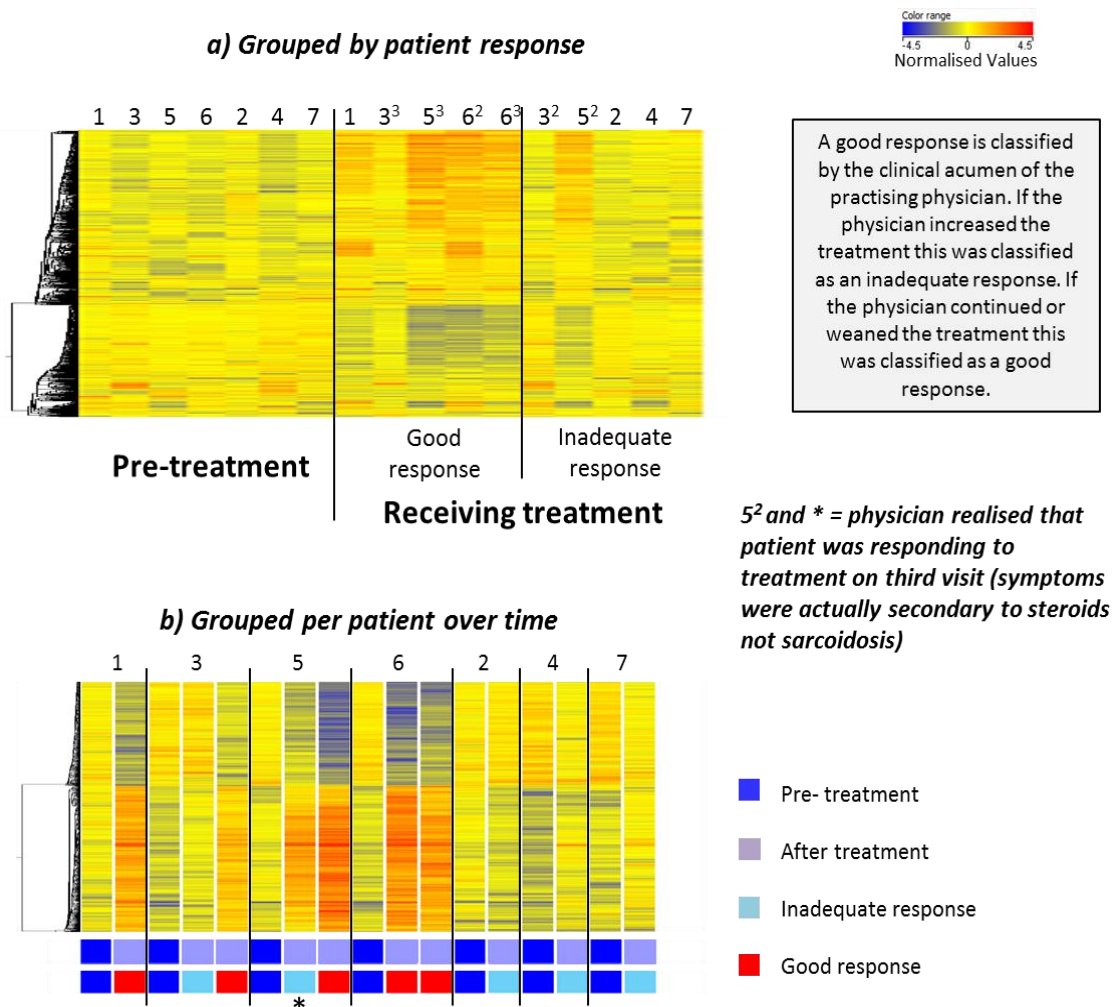 a) Grouped by patient response
Color range
-4.5 0 4.5
Normalised Values
1 3 5 6 2 4 7 1 3³ 5³ 6² 6³ 3² 5² 2 4 7
A good response is classified
by the clinical acumen of the
practising physician. If the
physician increased the
treatment this was classified
as an inadequate response. If
the physician continued or
weaned the treatment this
was classified as a good
response.
Pre-treatment
Good
response
Inadequate
response
Receiving treatment
5² and * = physician realised that
patient was responding to
treatment on third visit (symptoms
were actually secondary to steroids
not sarcoidosis)
b) Grouped per patient over time
1 3 5 6 2 4 7
Pre- treatment
After treatment
Inadequate response
Good response
*